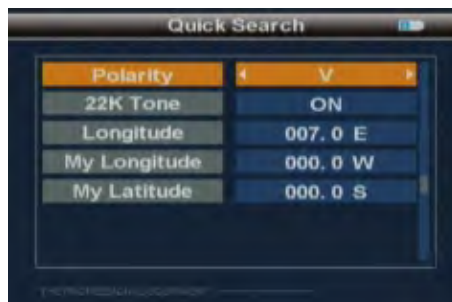 Quick Search
Polarity V
22K Tone ON
Longitude 007.0 E
My Longitude 000.0 W
My Latitude 000.0 S